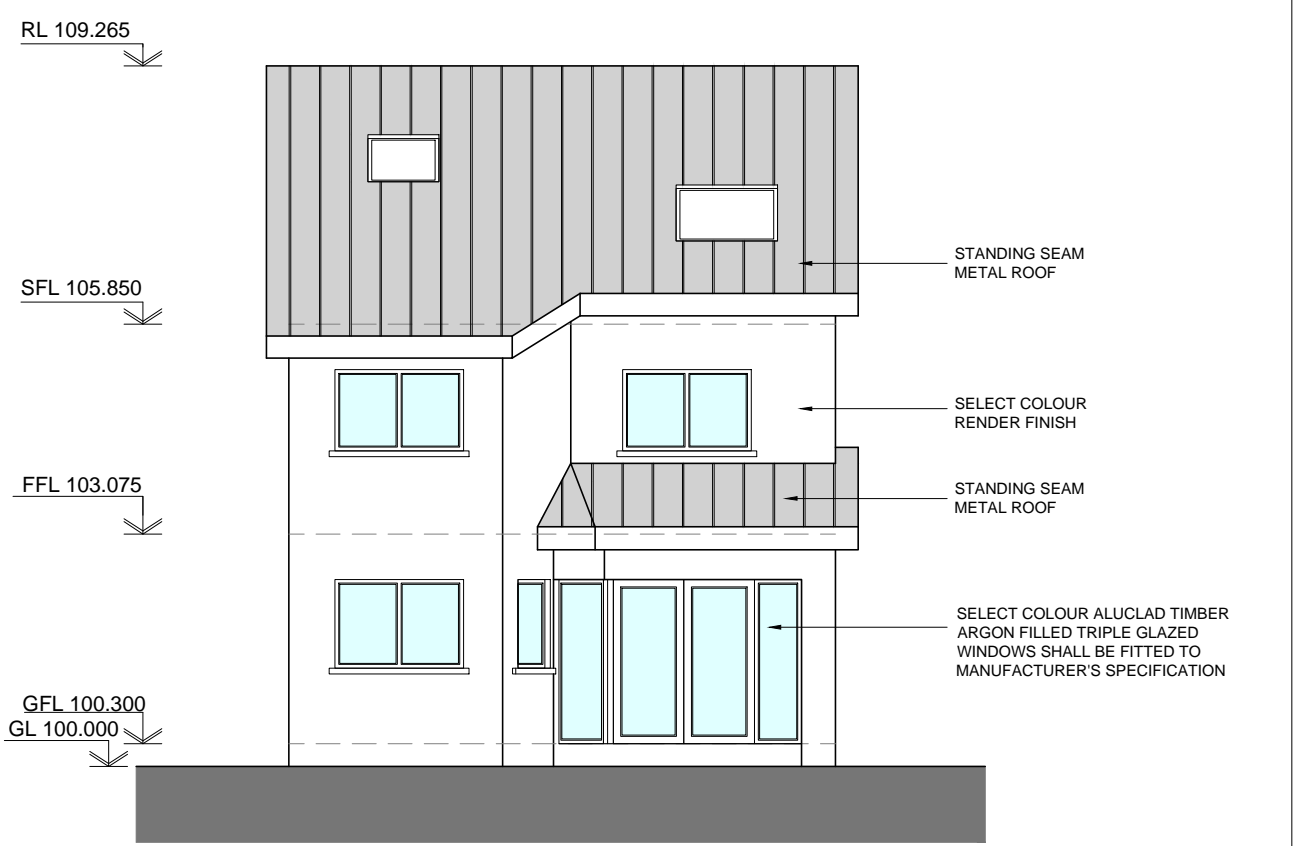 RL 109.265
STANDING SEAM
METAL ROOF
SFL 105.850
SELECT COLOUR
RENDER FINISH
FFL 103.075
STANDING SEAM
METAL ROOF
SELECT COLOUR ALUCLAD TIMBER
ARGON FILLED TRIPLE GLAZED
WINDOWS SHALL BE FITTED TO
MANUFACTURER'S SPECIFICATION
GFL 100.300
GL 100.000